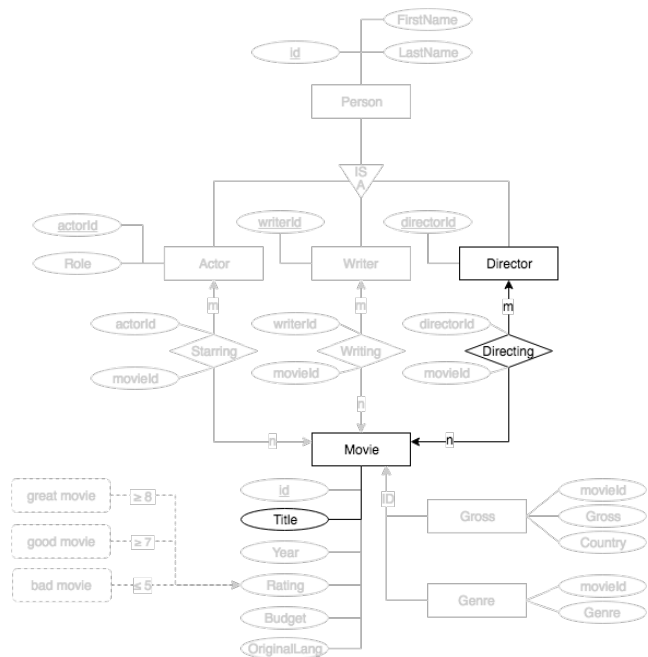 FirstName
id
LastName
Person
IS
A
actorId
writerId
directorId
Role
Actor
Writer
Director
m
m
m
actorId
writerId
directorId
Starring
Writing
Directing
movieId
movieId
movieId
n
n
n
Movie
id
ID
great movie
≥ 8
Title
Gross
movieId
Gross
Country
good movie
≥ 7
Year
bad movie
≤ 5
Rating
Genre
movieId
Genre
Budget
OriginalLang